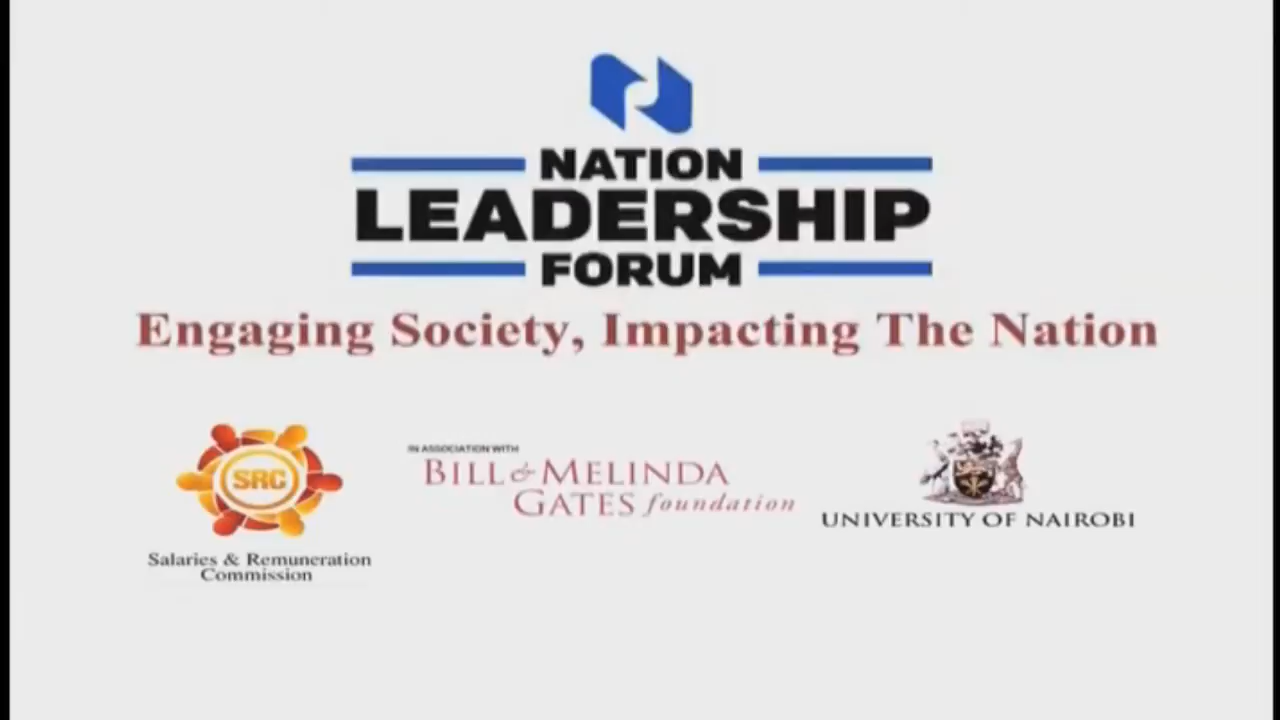 NATION
LEADERSHIP
FORUM
Engaging Society, Impacting The Nation
SRC
Salaries & Remuneration
Commission
IN ASSOCIATION WITH
BILL & MELINDA
GATES foundation
UNIVERSITY OF NAIROBI